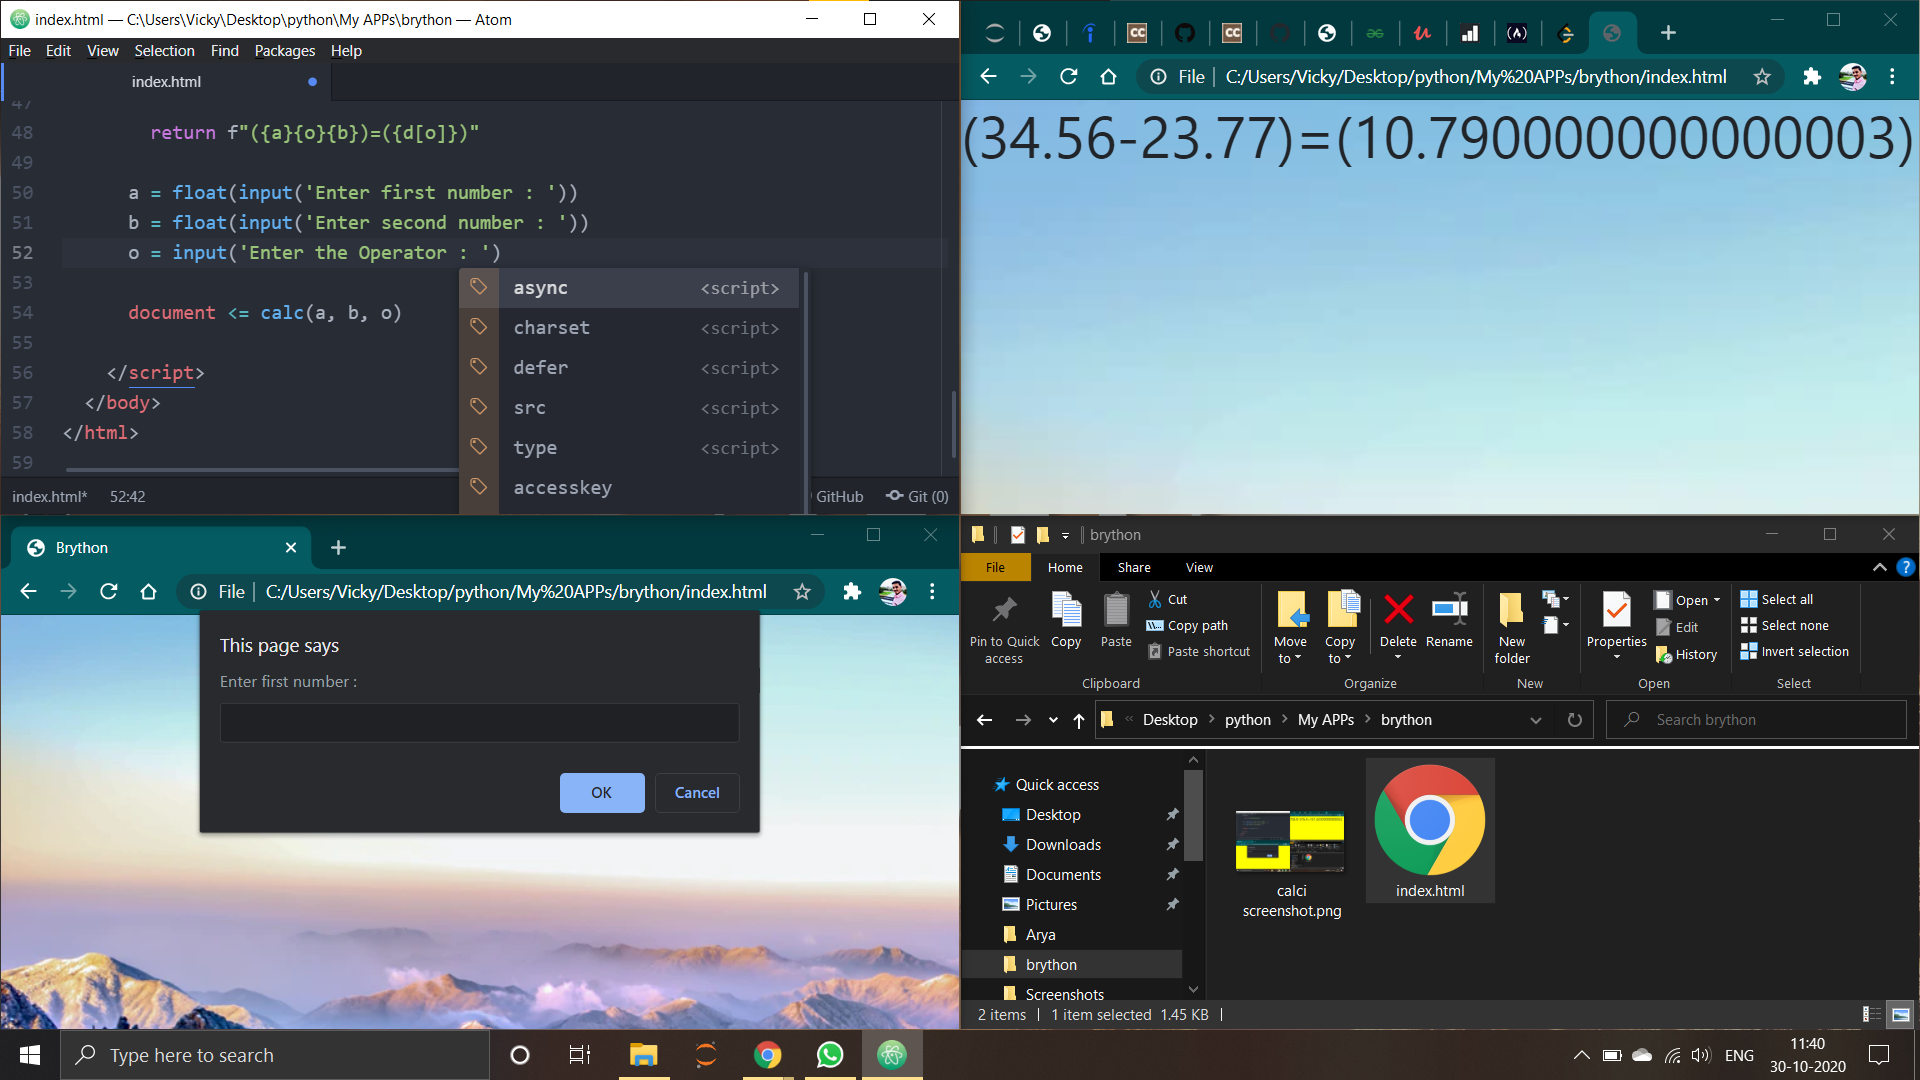 index.html — C:\Users\Vicky\Desktop\python\My APPs\brython — Atom
File Edit View Selection Find Packages Help
index.html
47
48 return f"({a}{o}{b})=({d[o]})"
49
50 a = float(input('Enter first number : '))
51 b = float(input('Enter second number : '))
52 o = input('Enter the Operator : ')
53
54 document <= calc(a, b, o)
55
56 </script>
57 </body>
58 </html>
59
async <script>
charset <script>
defer <script>
src <script>
type <script>
accesskey
index.html* 52:42 GitHub Git (0)
CC CC
File C:/Users/Vicky/Desktop/python/My%20APPs/brython/index.html
(34.56-23.77)=(10.790000000000003)
Brython
File C:/Users/Vicky/Desktop/python/My%20APPs/brython/index.html
This page says
Enter first number :
OK Cancel
brython
File Home Share View
Pin to Quick access
Copy
Paste
Cut
Copy path
Paste shortcut
Clipboard
Move to
Copy to
Delete
Rename
Organize
New folder
New
Properties
Open
Edit
History
Open
Select all
Select none
Invert selection
Select
« Desktop > python > My APPs > brython
Search brython
Quick access
Desktop
Downloads
Documents
Pictures
Arya
brython
Screenshots
calci
screenshot.png
index.html
2 items 1 item selected 1.45 KB
Type here to search
ENG
11:40
30-10-2020